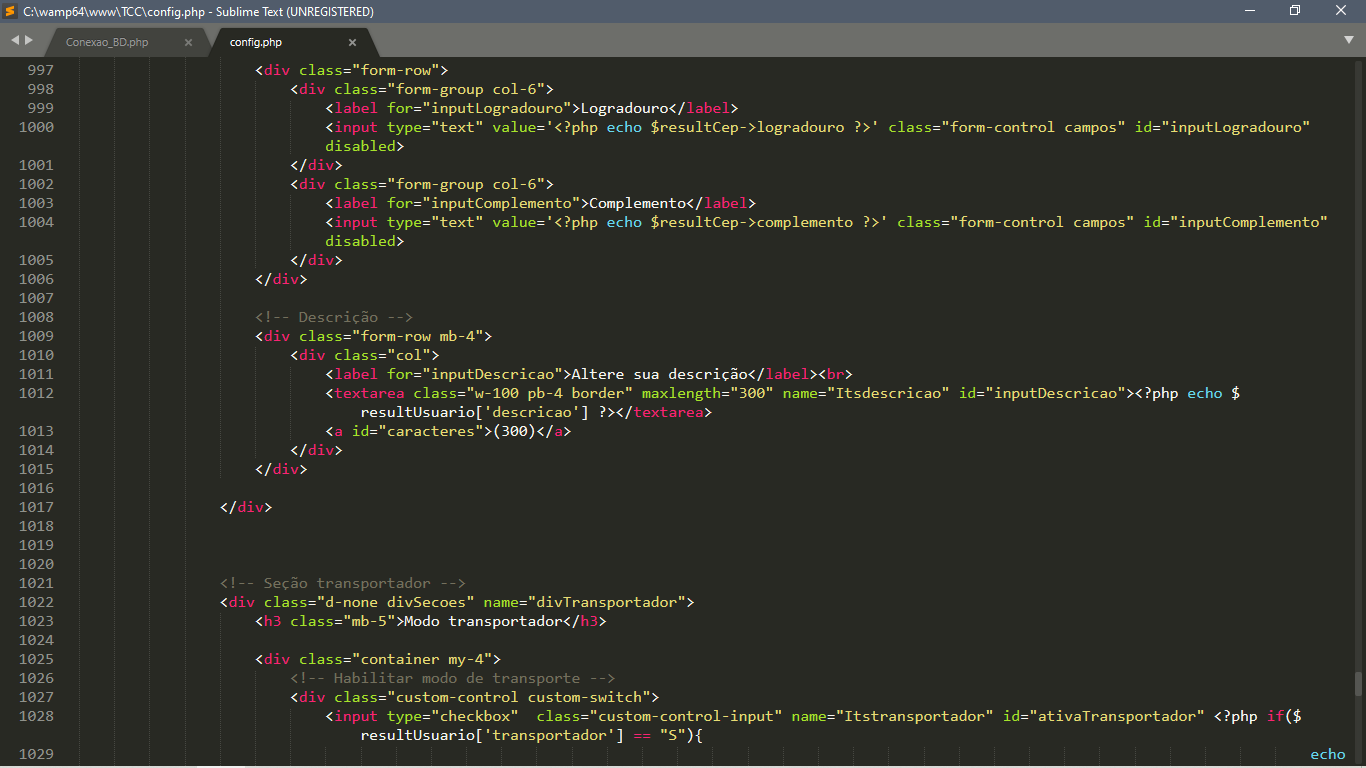 C:\wamp64\www\TCC\config.php - Sublime Text (UNREGISTERED)
Conexao_BD.php
config.php
997 <div class="form-row">
998 <div class="form-group col-6">
999 <label for="inputLogradouro">Logradouro</label>
1000 <input type="text" value='<?php echo $resultCep->logradouro ?>' class="form-control campos" id="inputLogradouro"
disabled>
1001 </div>
1002 <div class="form-group col-6">
1003 <label for="inputComplemento">Complemento</label>
1004 <input type="text" value='<?php echo $resultCep->complemento ?>' class="form-control campos" id="inputComplemento"
disabled>
1005 </div>
1006 </div>
1007
1008 <!-- Descrição -->
1009 <div class="form-row mb-4">
1010 <div class="col">
1011 <label for="inputDescricao">Altere sua descrição</label><br>
1012 <textarea class="w-100 pb-4 border" maxlength="300" name="Itsdescricao" id="inputDescricao"><?php echo $
resultUsuario['descricao'] ?></textarea>
1013 <a id="caracteres">(300)</a>
1014 </div>
1015 </div>
1016
1017 </div>
1018
1019
1020
1021 <!-- Seção transportador -->
1022 <div class="d-none divSecoes" name="divTransportador">
1023 <h3 class="mb-5">Modo transportador</h3>
1024
1025 <div class="container my-4">
1026 <!-- Habilitar modo de transporte -->
1027 <div class="custom-control custom-switch">
1028 <input type="checkbox"  class="custom-control-input" name="Itstransportador" id="ativaTransportador" <?php if($
resultUsuario['transportador'] == "S"){
1029 echo